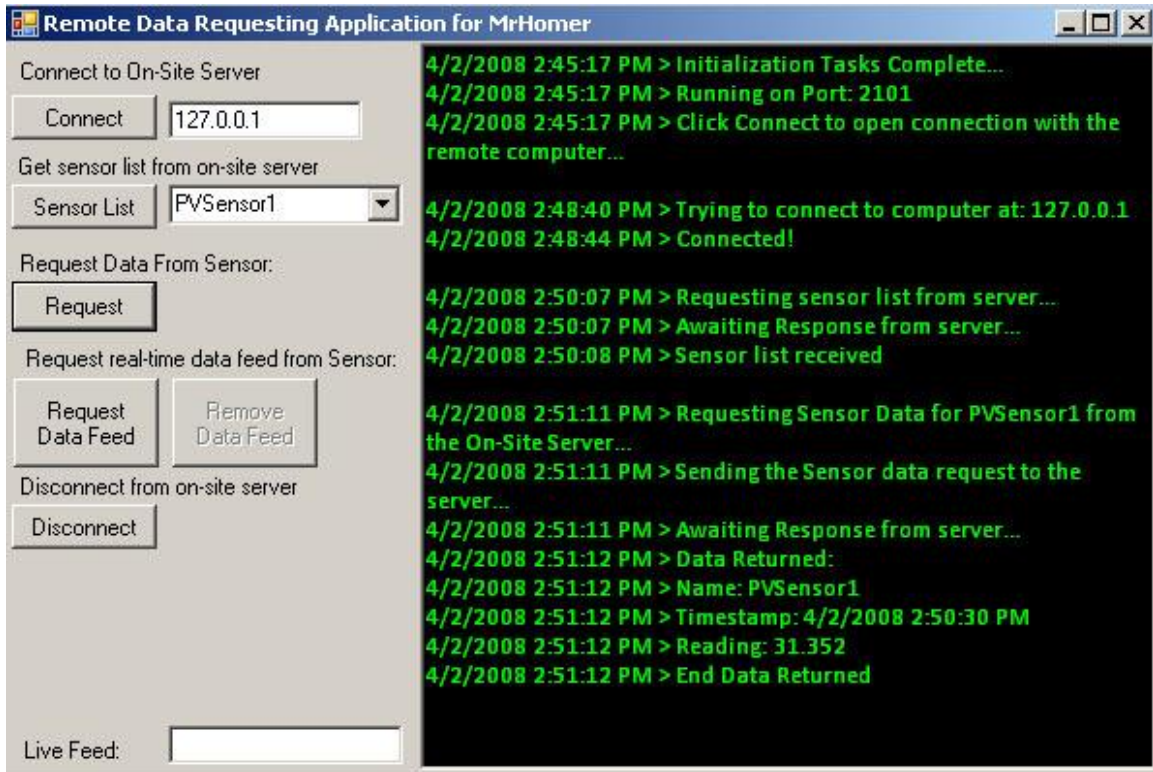 Remote Data Requesting Application for MrHomer
Connect to On-Site Server
Connect
127.0.0.1
Get sensor list from on-site server
Sensor List
PVSensor1
Request Data From Sensor:
Request
Request real-time data feed from Sensor:
Request
Data Feed
Remove
Data Feed
Disconnect from on-site server
Disconnect
Live Feed:
4/2/2008 2:45:17 PM > Initialization Tasks Complete...
4/2/2008 2:45:17 PM > Running on Port: 2101
4/2/2008 2:45:17 PM > Click Connect to open connection with the
remote computer...
4/2/2008 2:48:40 PM > Trying to connect to computer at: 127.0.0.1
4/2/2008 2:48:44 PM > Connected!
4/2/2008 2:50:07 PM > Requesting sensor list from server...
4/2/2008 2:50:07 PM > Awaiting Response from server...
4/2/2008 2:50:08 PM > Sensor list received
4/2/2008 2:51:11 PM > Requesting Sensor Data for PVSensor1 from
the On-Site Server...
4/2/2008 2:51:11 PM > Sending the Sensor data request to the
server...
4/2/2008 2:51:11 PM > Awaiting Response from server...
4/2/2008 2:51:12 PM > Data Returned:
4/2/2008 2:51:12 PM > Name: PVSensor1
4/2/2008 2:51:12 PM > Timestamp: 4/2/2008 2:50:30 PM
4/2/2008 2:51:12 PM > Reading: 31.352
4/2/2008 2:51:12 PM > End Data Returned